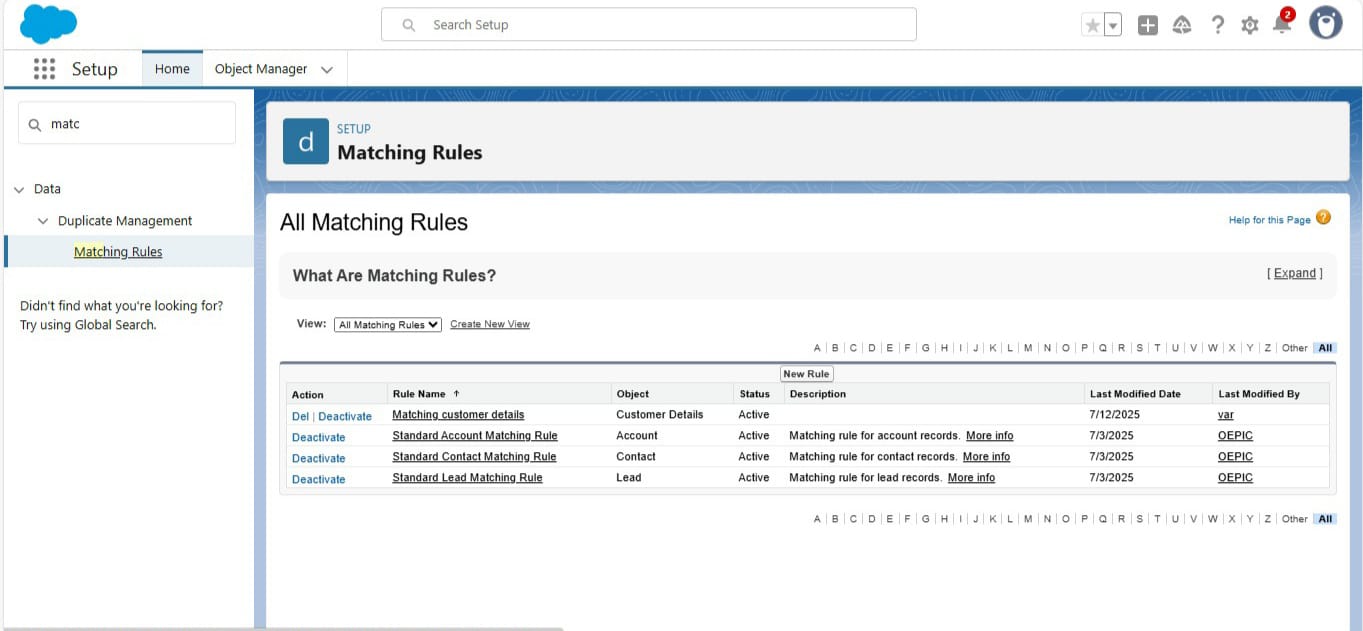 Search Setup
2
Setup Home Object Manager
matc
Data
Duplicate Management
Matching Rules
Didn't find what you're looking for?
Try using Global Search.
d
SETUP
Matching Rules
All Matching Rules
Help for this Page ?
What Are Matching Rules?
[ Expand ]
View: All Matching Rules Create New View
A | B | C | D | E | F | G | H | I | J | K | L | M | N | O | P | Q | R | S | T | U | V | W | X | Y | Z | Other All
New Rule
Action Rule Name ↑ Object Status Description Last Modified Date Last Modified By
Del | Deactivate Matching customer details Customer Details Active 7/12/2025 var
Deactivate Standard Account Matching Rule Account Active Matching rule for account records. More info 7/3/2025 OEPIC
Deactivate Standard Contact Matching Rule Contact Active Matching rule for contact records. More info 7/3/2025 OEPIC
Deactivate Standard Lead Matching Rule Lead Active Matching rule for lead records. More info 7/3/2025 OEPIC
A | B | C | D | E | F | G | H | I | J | K | L | M | N | O | P | Q | R | S | T | U | V | W | X | Y | Z | Other All